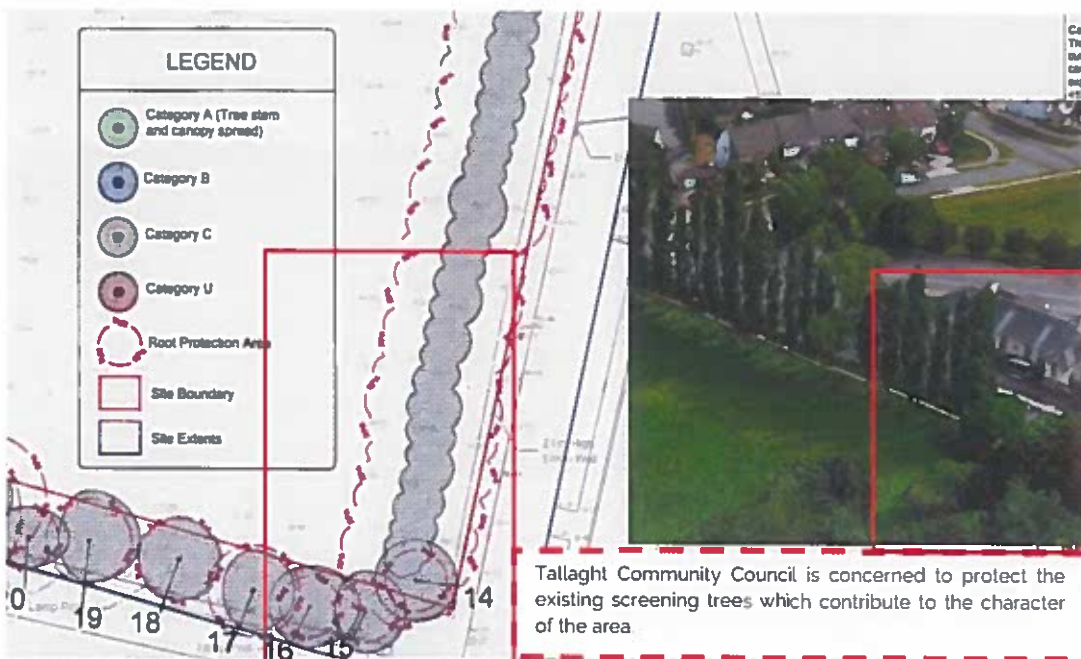 LEGEND
Category A (Tree stem
and canopy spread)
Category B
Category C
Category U
Root Protection Area
Site Boundary
Site Extents
0
19
18
17
16
15
14
Tallaght Community Council is concerned to protect the
existing screening trees which contribute to the character
of the area.